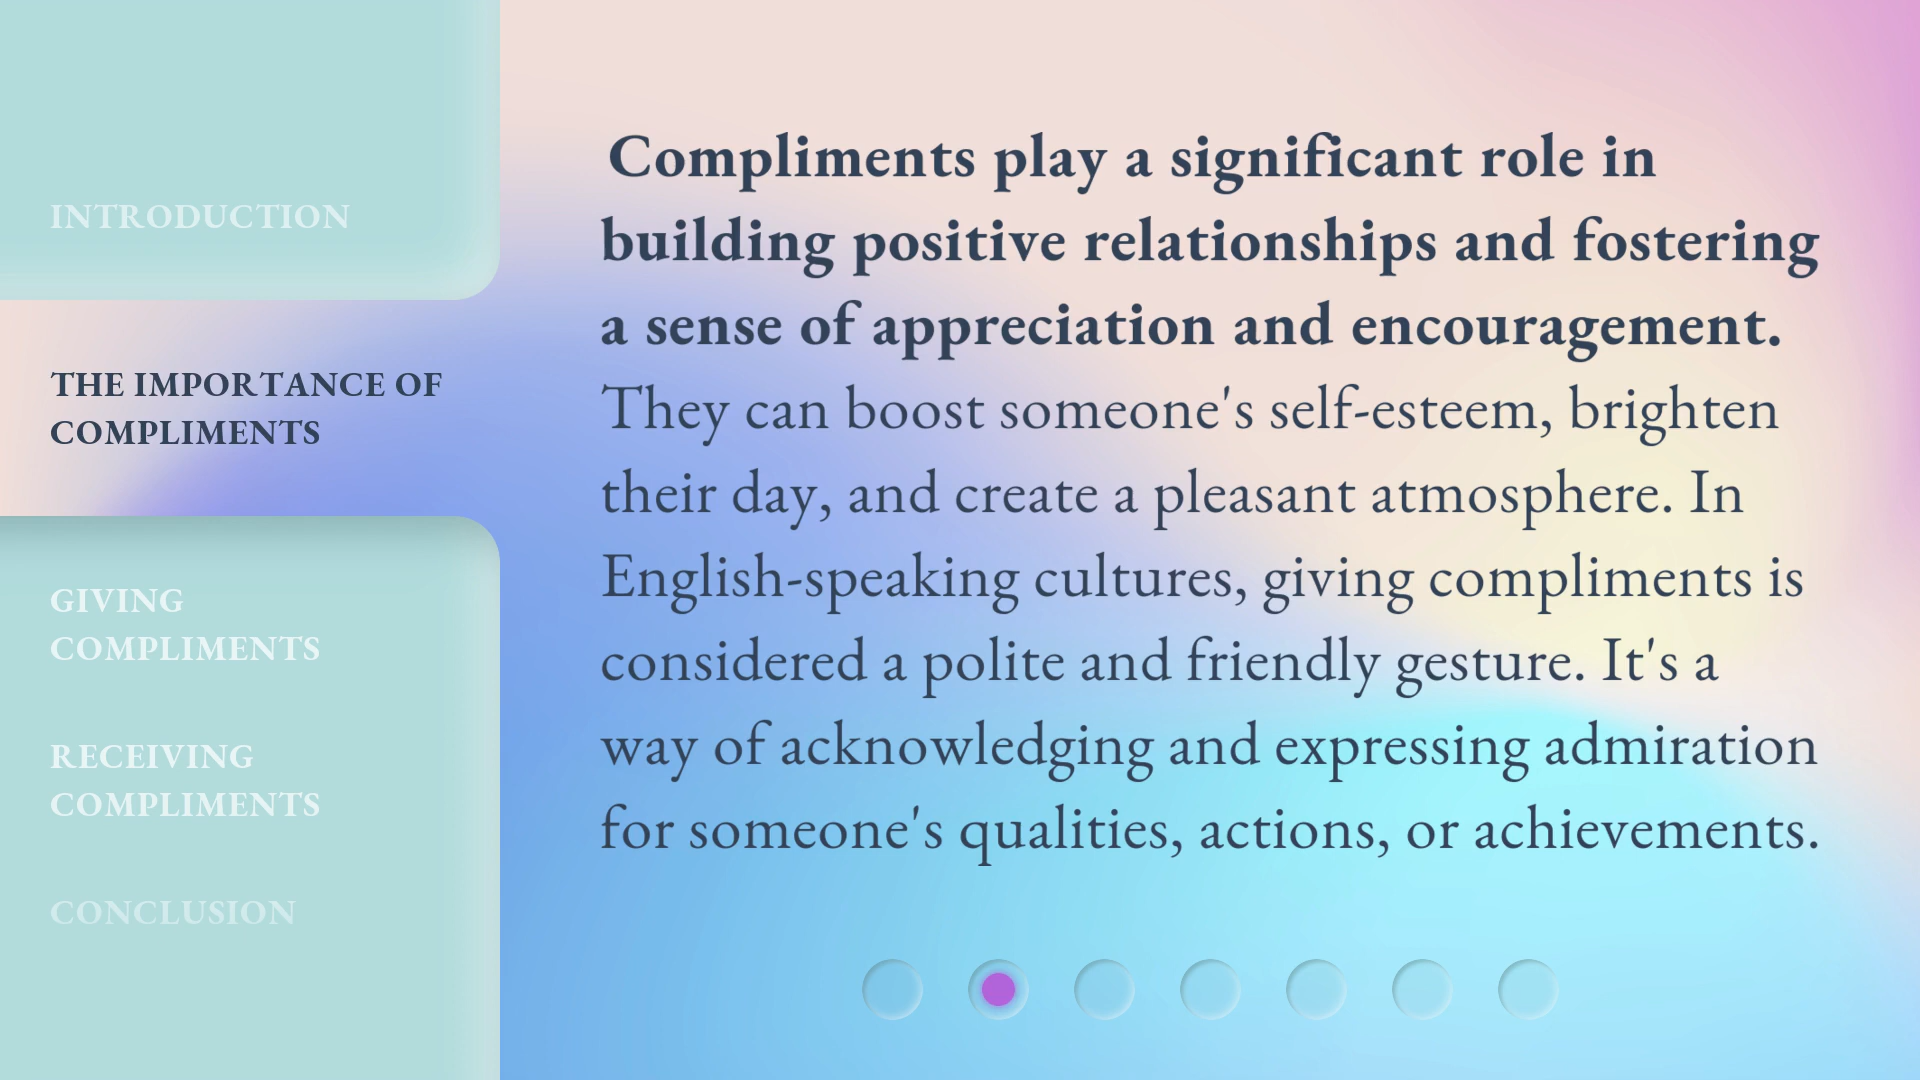 INTRODUCTION
THE IMPORTANCE OF
COMPLIMENTS
GIVING
COMPLIMENTS
RECEIVING
COMPLIMENTS
CONCLUSION
Compliments play a significant role in
building positive relationships and fostering
a sense of appreciation and encouragement.
They can boost someone's self-esteem, brighten
their day, and create a pleasant atmosphere. In
English-speaking cultures, giving compliments is
considered a polite and friendly gesture. It's a
way of acknowledging and expressing admiration
for someone's qualities, actions, or achievements.